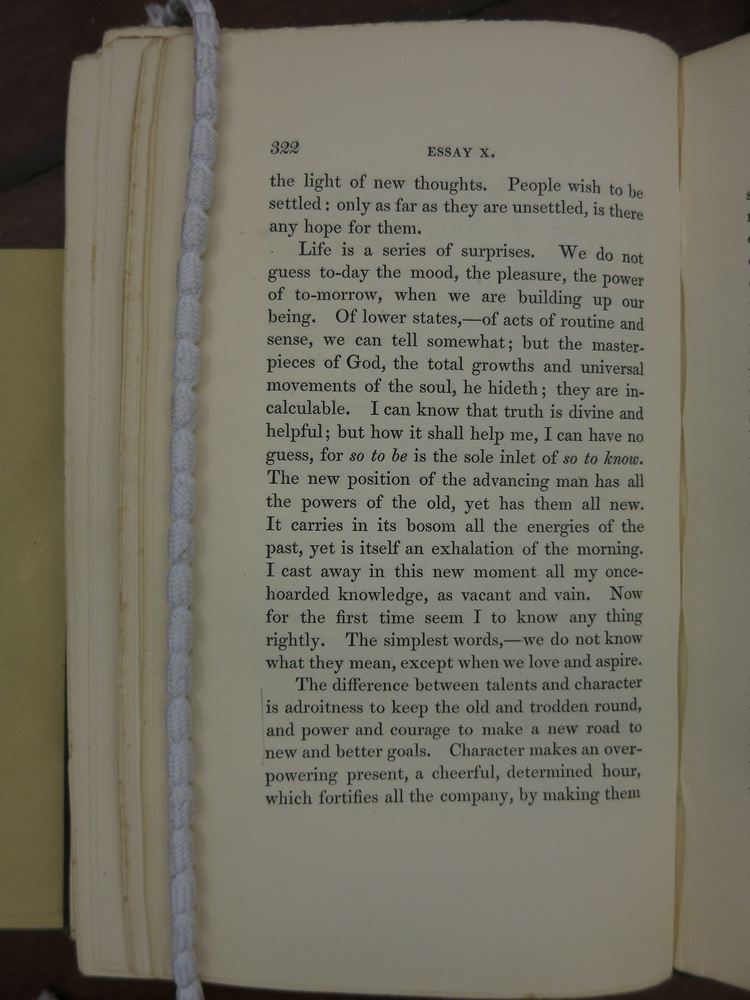 322
ESSAY X.
the light of new thoughts. People wish to be
settled: only as far as they are unsettled, is there
any hope for them.
Life is a series of surprises. We do not
guess to-day the mood, the pleasure, the power
of to-morrow, when we are building up our
being. Of lower states,—of acts of routine and
sense, we can tell somewhat; but the master-
pieces of God, the total growths and universal
movements of the soul, he hideth; they are in-
calculable. I can know that truth is divine and
helpful; but how it shall help me, I can have no
guess, for so to be is the sole inlet of so to know.
The new position of the advancing man has all
the powers of the old, yet has them all new.
It carries in its bosom all the energies of the
past, yet is itself an exhalation of the morning.
I cast away in this new moment all my once-
hoarded knowledge, as vacant and vain. Now
for the first time seem I to know any thing
rightly. The simplest words,—we do not know
what they mean, except when we love and aspire.
The difference between talents and character
is adroitness to keep the old and trodden round,
and power and courage to make a new road to
new and better goals. Character makes an over-
powering present, a cheerful, determined hour,
which fortifies all the company, by making them